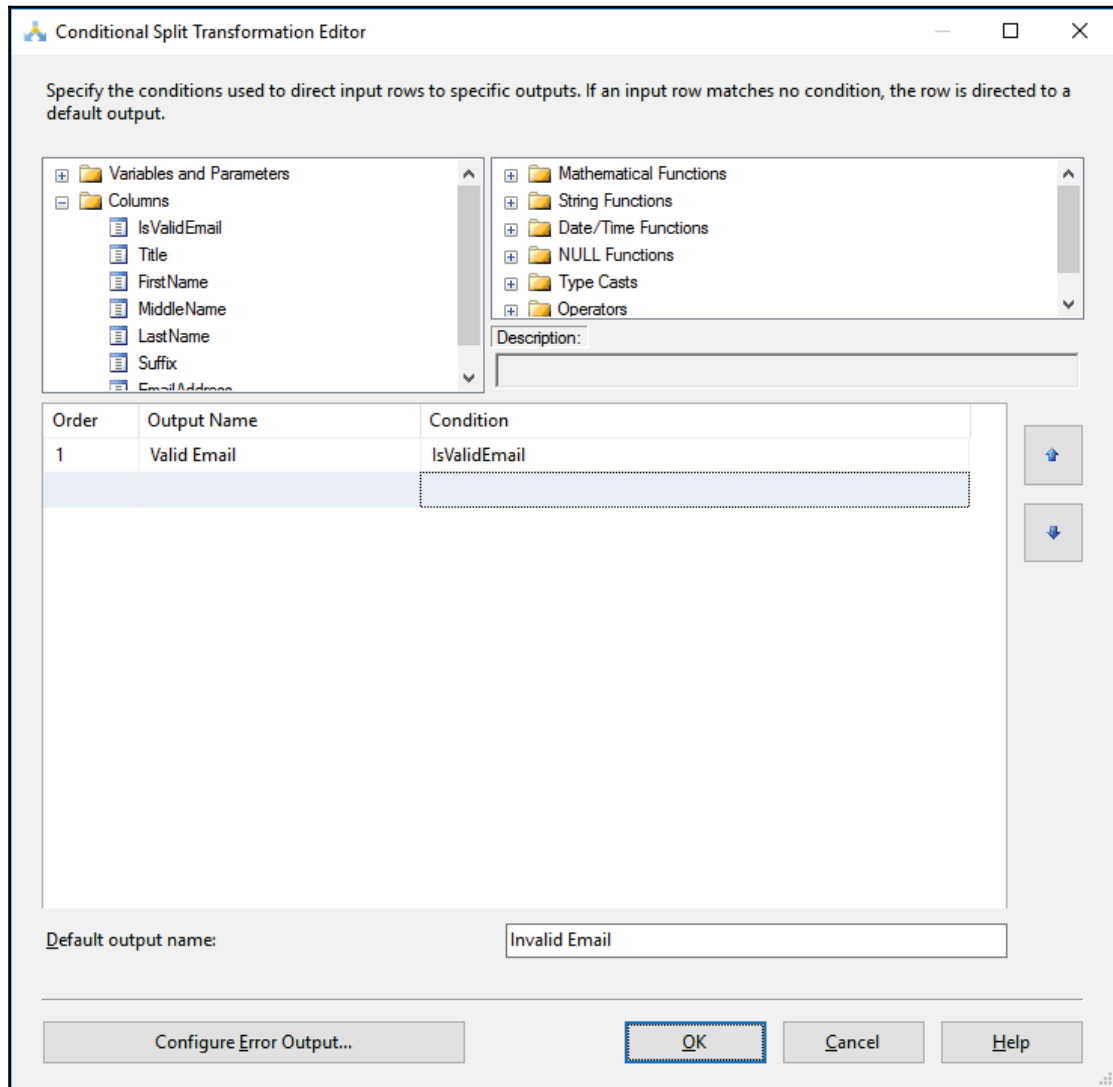 Conditional Split Transformation Editor
Specify the conditions used to direct input rows to specific outputs. If an input row matches no condition, the row is directed to a
default output.
Variables and Parameters
Columns
IsValidEmail
Title
FirstName
MiddleName
LastName
Suffix
EmailAddress
Mathematical Functions
String Functions
Date/Time Functions
NULL Functions
Type Casts
Operators
Description:
Order Output Name Condition
1 Valid Email IsValidEmail
Default output name: Invalid Email
Configure Error Output... OK Cancel Help